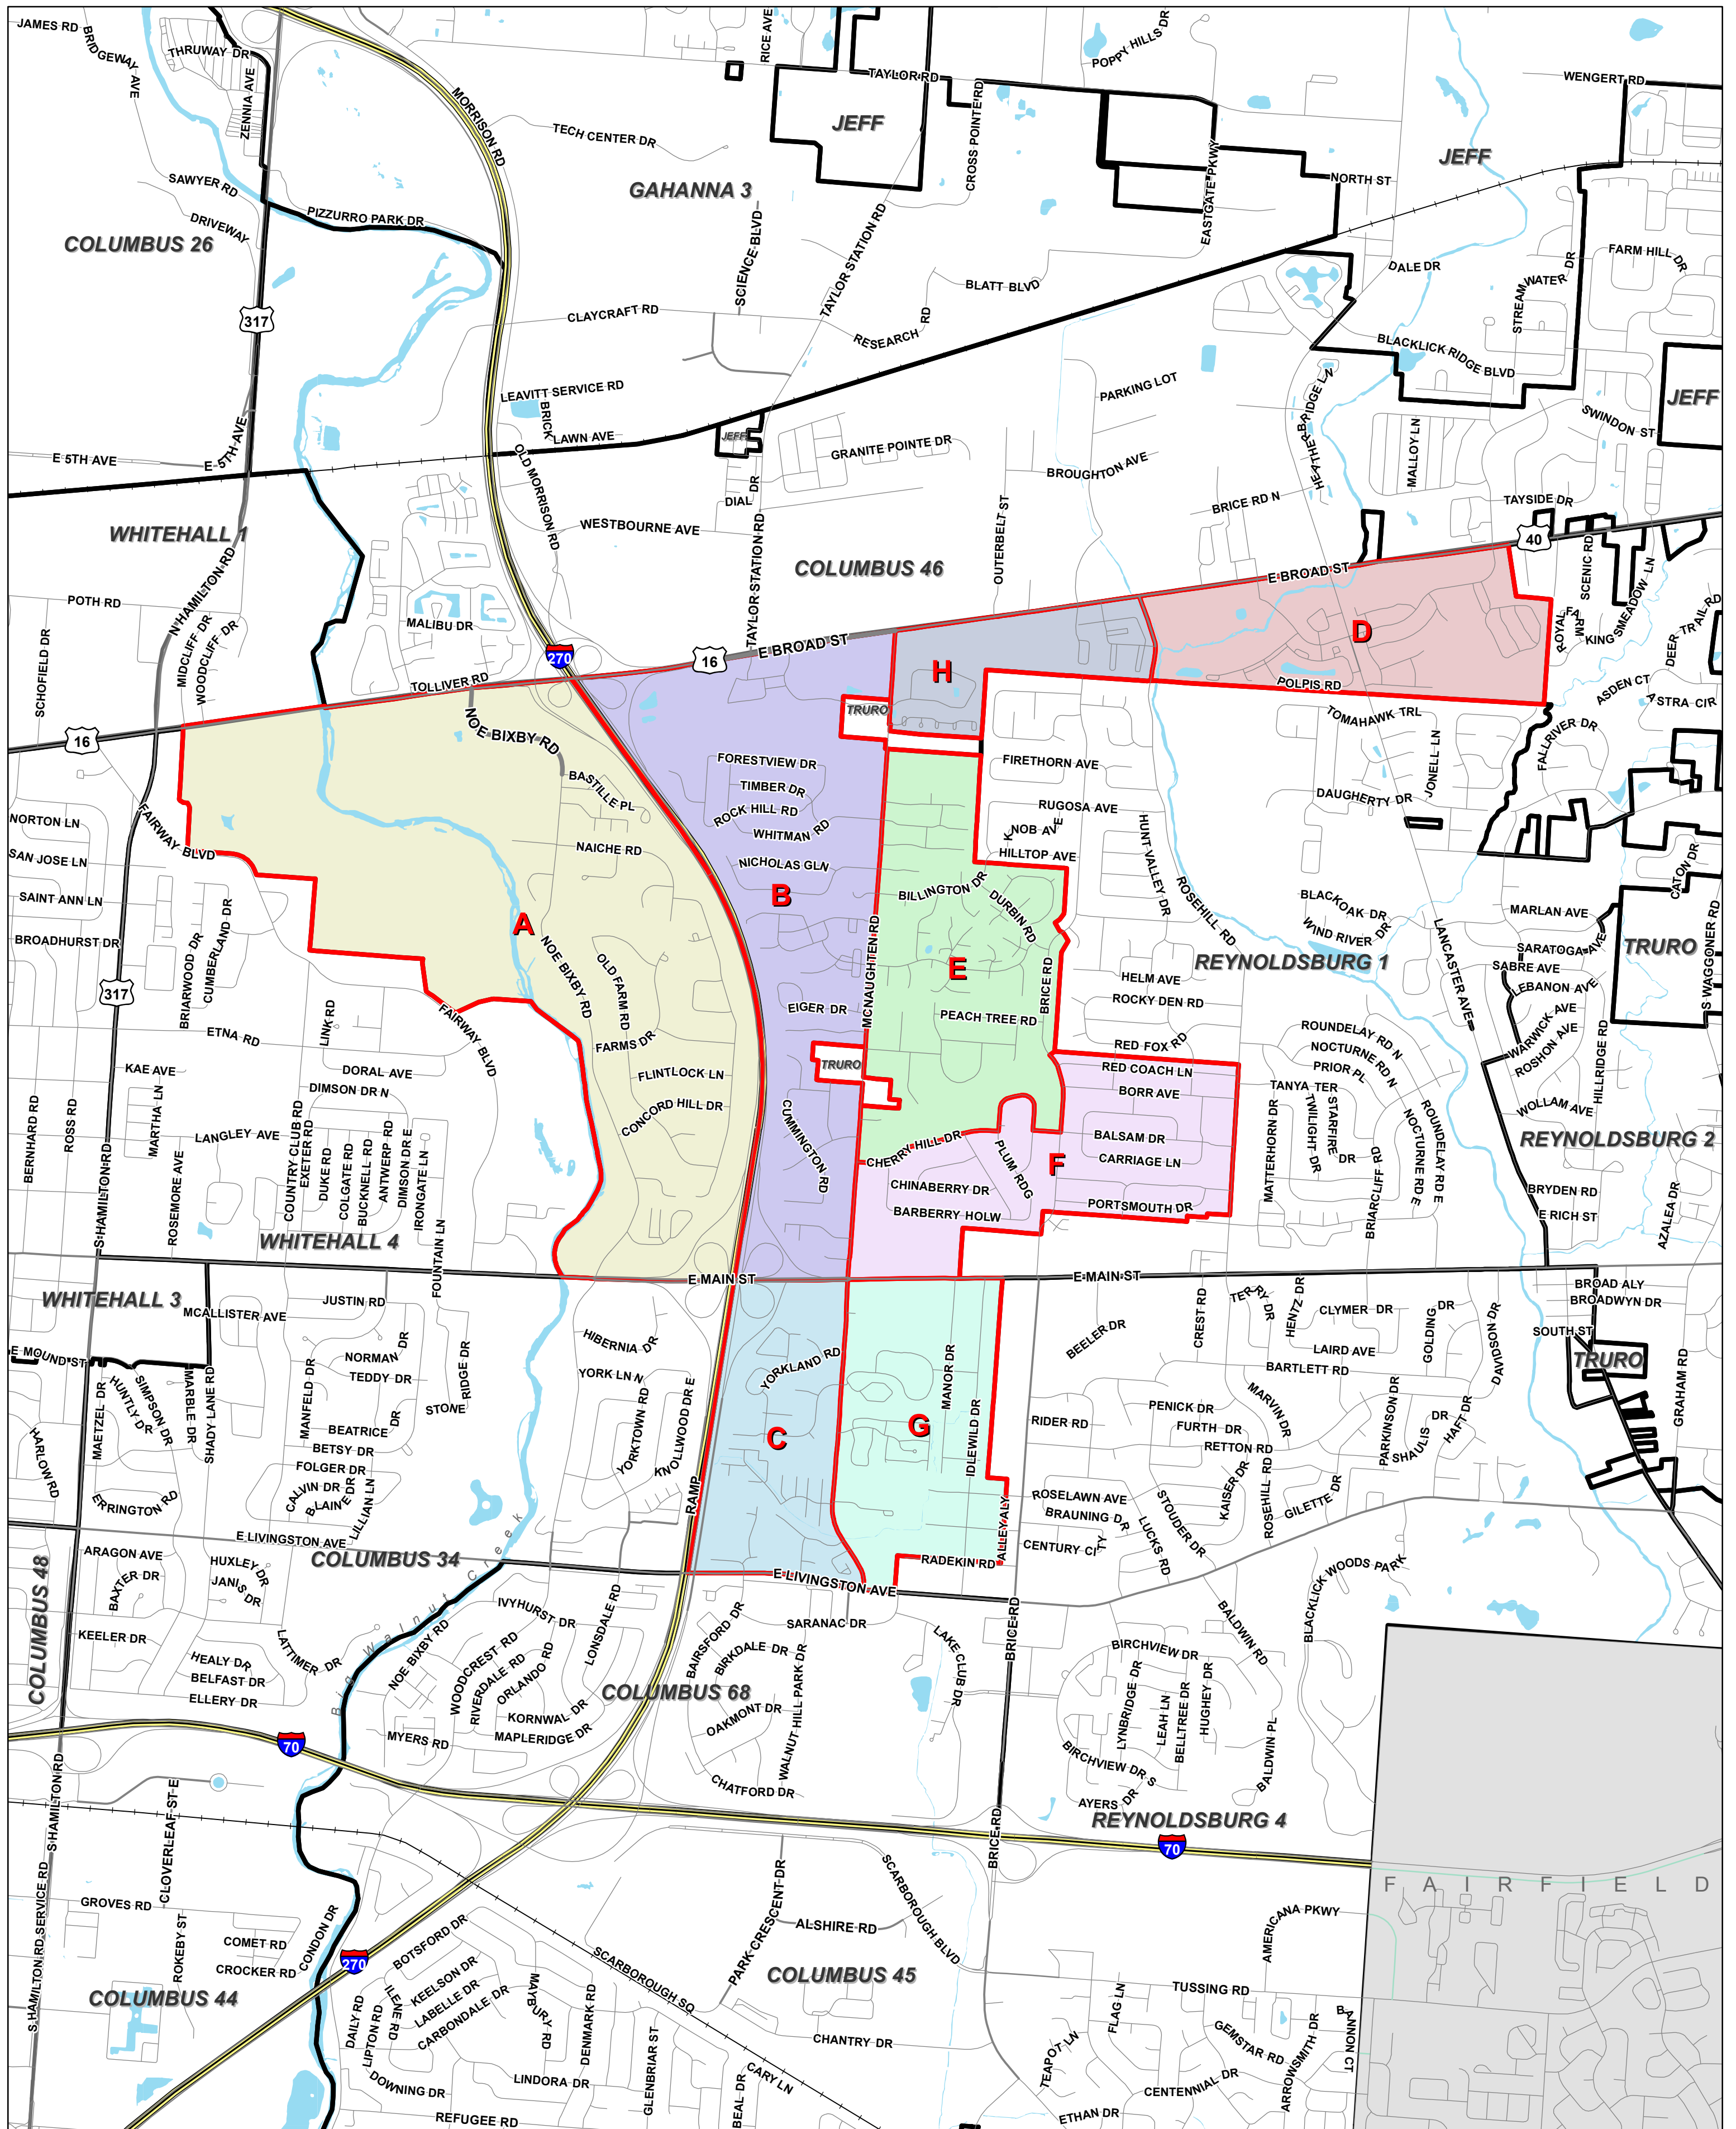 JAMES RD
BRIDGEWAY AVE
THRUWAY DR
ZENNIA AVE
MORRISON RD
TECH CENTER DR
RICE AVE
TAYLOR RD
POPPY HILLS DR
WENGERT RD
JEFF
JEFF
CROSS POINTE RD
EASTGATE PKWY
NORTH ST
SAWYER RD
DRIVEWAY
PIZZURRO PARK DR
GAHANNA 3
COLUMBUS 26
SCIENCE BLVD
TAYLOR STATION RD
BLATT BLVD
DALE DR
STREAM WATER DR
FARM HILL DR
317
CLAYCRAFT RD
RESEARCH RD
BLACKLICK RIDGE BLVD
LEAVITT SERVICE RD
BRICK
LAWN AVE
JEFF
PARKING LOT
HEATHER RIDGE LN
JEFF
SWINDON ST
E 5TH AVE
E 5TH AVE
OLD MORRISON RD
GRANITE POINTE DR
BROUGHTON AVE
MALLOY LN
DIAL DR
BRICE RD N
TAYSIDE DR
WHITEHALL 1
WESTBOURNE AVE
TAYLOR STATION RD
COLUMBUS 46
OUTERBELT ST
40
E BROAD ST
SCENIC RD
POTH RD
N HAMILTON RD
MALIBU DR
SCHOFIELD DR
MIDCLIFF DR
WOODCLIFF DR
TOLLIVER RD
270
16
E BROAD ST
H
D
ROYAL FARM
KINGSMEADOW LN
DEER TRAIL RD
POLPIS RD
ASDEN CT
ASTRA CIR
16
NOE BIXBY RD
TRURO
TOMAHAWK TRL
JONELL LN
FALLRIVER DR
BASTILLE PL
FORESTVIEW DR
TIMBER DR
ROCK HILL RD
WHITMAN RD
FIRETHORN AVE
RUGOSA AVE
KNOB AVE
HILLTOP AVE
DAUGHERTY DR
NORTON LN
FAIRWAY BLVD
SAN JOSE LN
NAICHE RD
NICHOLAS GLN
B
BILLINGTON DR
DURBIN RD
HUNT VALLEY DR
ROSEHILL RD
CATON DR
SAINT ANN LN
A
BLACKOAK DR
WIND RIVER DR
LANCASTER AVE
MARLAN AVE
BROADHURST DR
BRIARWOOD DR
CUMBERLAND DR
NOE BIXBY RD
OLD FARM RD
MCNAUGHTEN RD
E
BRICE RD
REYNOLDSBURG 1
SARATOGA AVE
TRURO
S WAGGONER RD
SABRE AVE
LEBANON AVE
317
HELM AVE
ROCKY DEN RD
EIGER DR
PEACH TREE RD
ETNA RD
LINK RD
FAIRWAY BLVD
FARMS DR
RED FOX RD
ROUNDELAY RD N
NOCTURNE RD N
PRIOR PL
WARWICK AVE
ROSHON AVE
HILLRIDGE RD
KAE AVE
DORAL AVE
DIMSON DR N
FLINTLOCK LN
TRURO
RED COACH LN
BORR AVE
TANYA TER
WOLLAM AVE
BERNHARD RD
ROSS RD
MARTHA LN
CONCORD HILL DR
CUMMINGTON RD
MATTERHORN DR
TWILIGHT DR
STARFIRE DR
BRIARCLIFF RD
NOCTURNE RD E
ROUNDELAY RD E
REYNOLDSBURG 2
LANGLEY AVE
COUNTRY CLUB RD
EXETER RD
DUKE RD
COLGATE RD
BUCKNELL RD
ANTWERP RD
DIMSON DR E
IRONGATE LN
CHERRY HILL DR
PLUM RDG
F
BALSAM DR
CARRIAGE LN
S HAMILTON RD
ROSEMORE AVE
CHINABERRY DR
BARBERRY HOLW
PORTSMOUTH DR
BRYDEN RD
E RICH ST
AZALEA DR
WHITEHALL 4
FOUNTAIN LN
E MAIN ST
E MAIN ST
WHITEHALL 3
MCALLISTER AVE
JUSTIN RD
BROAD ALY
BROADWYN DR
CREST RD
TERRY DR
HENTZ DR
CLYMER DR
GOLDING DR
DAVIDSON DR
SOUTH ST
E MOUND ST
HIBERNIA DR
BEELER DR
LAIRD AVE
BARTLETT RD
TRURO
GRAHAM RD
NORMAN DR
TEDDY DR
RIDGE DR
YORK LN N
YORKLAND RD
MANOR DR
IDLEWILD DR
MAETZEL DR
HUNTLY DR
SIMPSON DR
MARBLE DR
SHADY LANE RD
MANFELD DR
STONE
YORKTOWN RD
KNOLLWOOD DR E
C
G
PENICK DR
RIDER RD
FURTH DR
MARVIN DR
RETTON RD
PARKINSON DR
SHAULIS DR
HAFT DR
HARLOW RD
BEATRICE DR
BETSY DR
FOLGER DR
CALVIN DR
BLAINE DR
LILLIAN LN
ERRINGTON RD
RAMP
ROSELAWN AVE
BRAUNING DR
STOUDER DR
LUCKS RD
KAISER DR
ROSEHILL RD
GILETTE DR
E LIVINGSTON AVE
COLUMBUS 34
CENTURY CITY
RADEKIN RD
ALLEY ALY
E LIVINGSTON AVE
ARAGON AVE
BAXTER DR
HUXLEY DR
JANIS DR
COLUMBUS 48
Big Walnut Creek
BLACKLICK WOODS PARK
IVYHURST DR
LONSDALE RD
BAIRSFORD DR
SARANAC DR
BRICE RD
BALDWIN RD
KEELER DR
LATTIMER DR
NOE BIXBY RD
WOODCREST RD
RIVERDALE RD
ORLANDO RD
BIRKDALE DR
LAKE CLUB DR
BIRCHVIEW DR
HEALY DR
BELFAST DR
ELLERY DR
COLUMBUS 68
KORNWAL DR
MAPLERIDGE DR
MYERS RD
OAKMONT DR
WALNUT HILL PARK DR
CHATFORD DR
LYNBRIDGE DR
LEAH LN
BELTREE DR
HUGHEY DR
BALDWIN PL
70
BIRCHVIEW DR S
AYERS DR
REYNOLDSBURG 4
S HAMILTON RD
CLOVERLEAF ST E
BRICE RD
70
S HAMILTON RD SERVICE RD
FAIRFIELD
GROVES RD
ROKEBY ST
COMET RD
CROCKER RD
CONDON DR
270
BOTSFORD DR
SCARBOROUGH SQ
PARK CRESCENT DR
ALSHIRE RD
SCARBOROUGH BLVD
AMERICANA PKWY
COLUMBUS 44
COLUMBUS 45
KEELSON DR
LABELLE DR
CARBONDALE DR
ILENE RD
DAILY RD
LIPTON RD
MAYBURY RD
DENMARK RD
TUSSING RD
FLAG LN
TEAPOT LN
GEMSTAR RD
ARROWSMITH DR
BANNON CT
CHANTRY DR
DOWNING DR
LINDORA DR
GLENBRIAR ST
BEAL DR
CARY LN
CENTENNIAL DR
ETHAN DR
REFUGEE RD